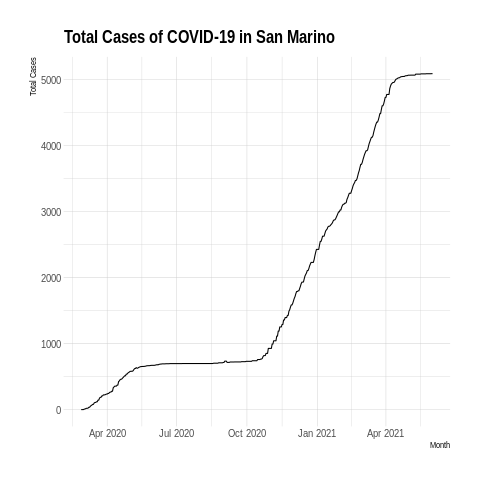 Total Cases of COVID-19 in San Marino
Total Cases
5000
4000
3000
2000
1000
0
Apr 2020 Jul 2020 Oct 2020 Jan 2021 Apr 2021
Month